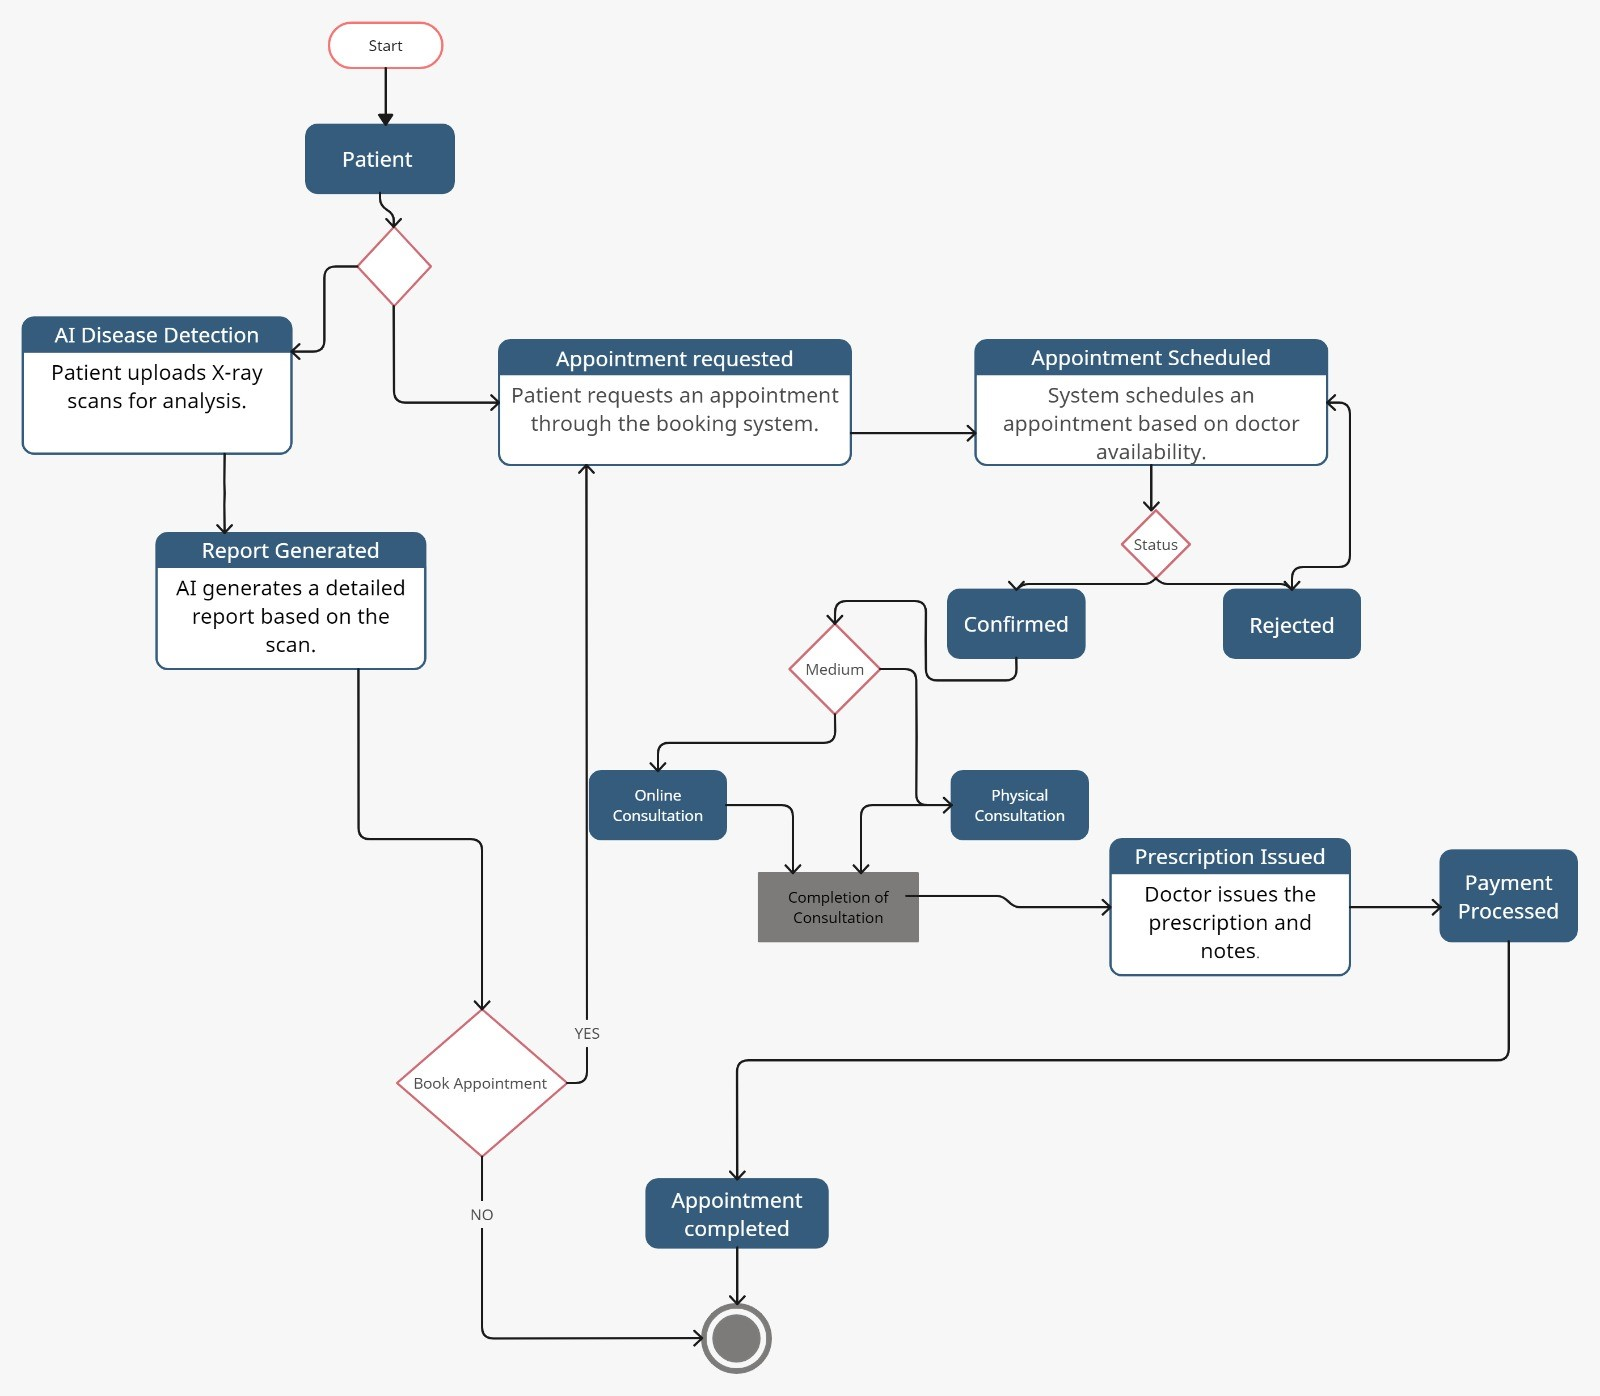 Start
Patient
AI Disease Detection
Patient uploads X-ray
scans for analysis.
Appointment requested
Patient requests an appointment
through the booking system.
Appointment Scheduled
System schedules an
appointment based on doctor
availability.
Status
Report Generated
AI generates a detailed
report based on the
scan.
Confirmed
Rejected
Medium
Online
Consultation
Physical
Consultation
Completion of
Consultation
Prescription Issued
Doctor issues the
prescription and
notes.
Payment
Processed
YES
Book Appointment
NO
Appointment
completed